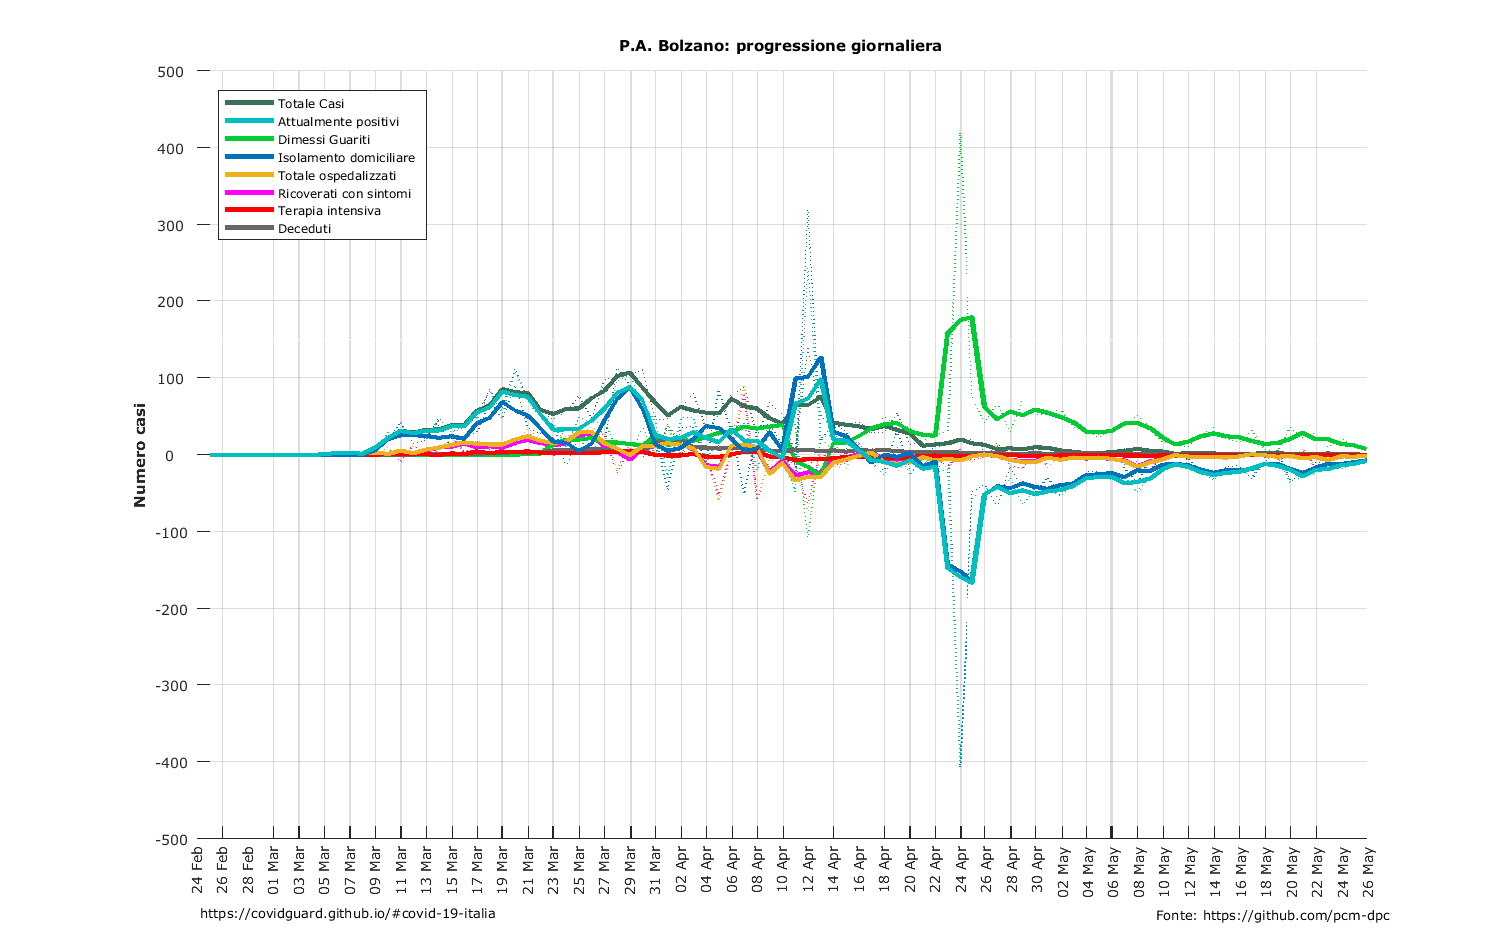 P.A. Bolzano: progressione giornaliera
500
400
300
200
100
0
-100
-200
-300
-400
-500
Numero casi
Totale Casi
Attualmente positivi
Dimessi Guariti
Isolamento domiciliare
Totale ospedalizzati
Ricoverati con sintomi
Terapia intensiva
Deceduti
24 Feb
26 Feb
28 Feb
01 Mar
03 Mar
05 Mar
07 Mar
09 Mar
11 Mar
13 Mar
15 Mar
17 Mar
19 Mar
21 Mar
23 Mar
25 Mar
27 Mar
29 Mar
31 Mar
02 Apr
04 Apr
06 Apr
08 Apr
10 Apr
12 Apr
14 Apr
16 Apr
18 Apr
20 Apr
22 Apr
24 Apr
26 Apr
28 Apr
30 Apr
02 May
04 May
06 May
08 May
10 May
12 May
14 May
16 May
18 May
20 May
22 May
24 May
26 May
https://covidguard.github.io/#covid-19-italia
Fonte: https://github.com/pcm-dpc